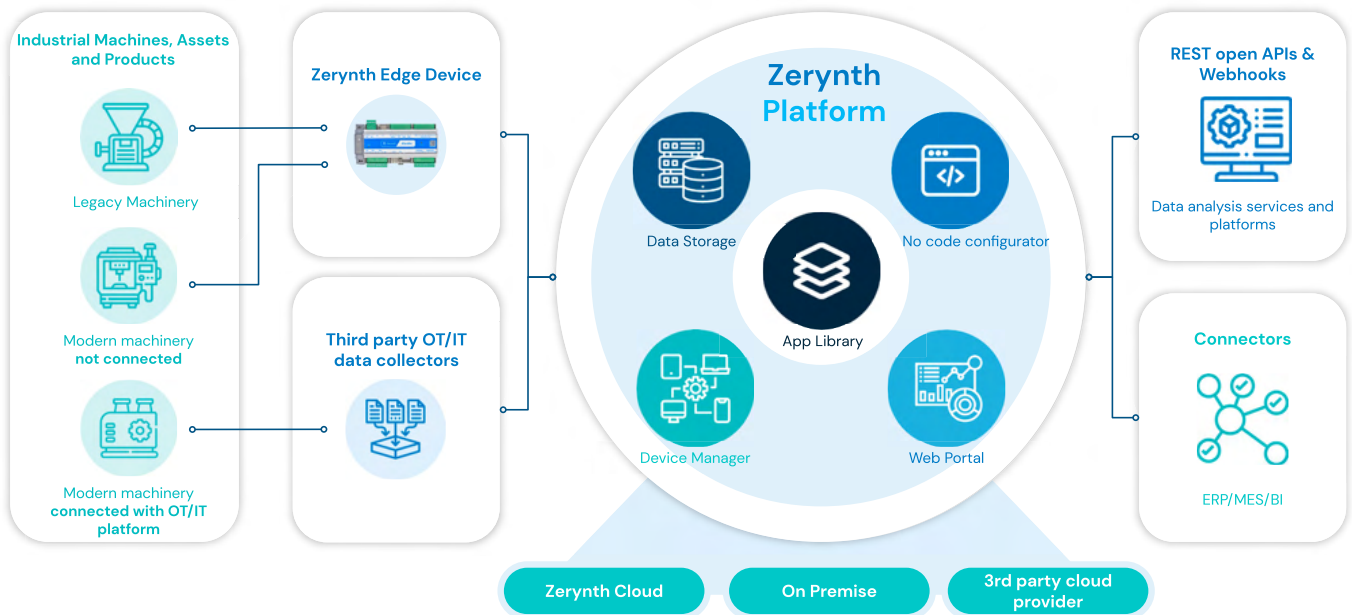 Industrial Machines, Assets
and Products
Legacy Machinery
Modern machinery
not connected
Modern machinery
connected with OT/IT
platform
Zerynth Edge Device
Third party OT/IT
data collectors
Zerynth
Platform
Data Storage
No code configurator
App Library
Device Manager
Web Portal
Zerynth Cloud
On Premise
3rd party cloud
provider
REST open APIs &
Webhooks
Data analysis services and
platforms
Connectors
ERP/MES/BI